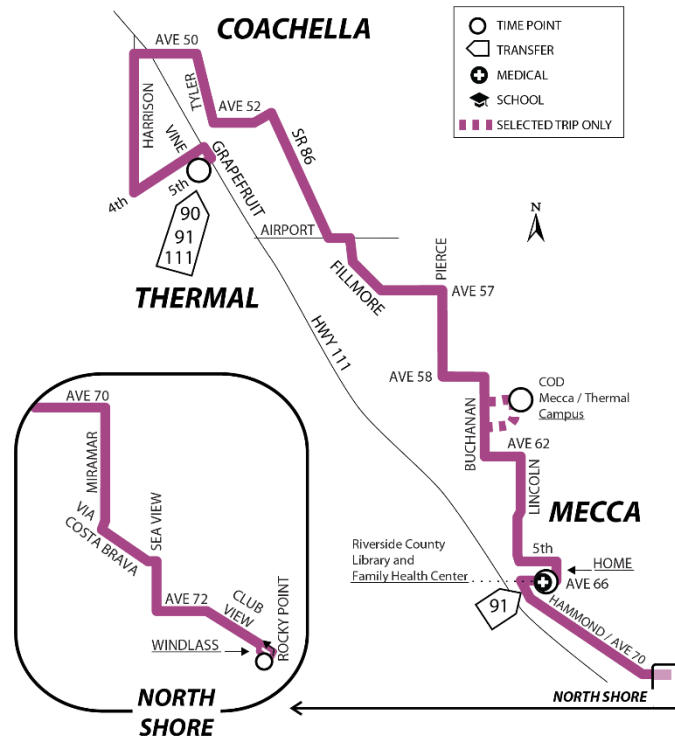 COACHELLA
TIME POINT
TRANSFER
MEDICAL
SCHOOL
SELECTED TRIP ONLY
AVE 50
TYLER
AVE 52
HARRISON
VINE
SR 86
GRAPEFRUIT
4th
5th
90
91
111
N
AIRPORT
THERMAL
FILLMORE
PIERCE
AVE 57
HWY 111
AVE 58
COD
Mecca / Thermal
Campus
BUCHANAN
AVE 62
LINCOLN
MECCA
5th
HOME
Riverside County
Library and
Family Health Center
AVE 66
91
HAMMOND / AVE 70
NORTH SHORE
AVE 70
MIRAMAR
VIA
COSTA BRAVA
SEA VIEW
AVE 72
CLUB
VIEW
WINDLASS
ROCKY POINT
NORTH
SHORE